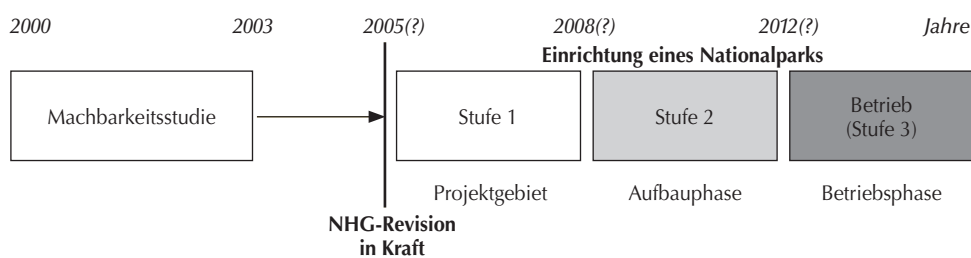 2000 2003 2005(?) 2008(?) 2012(?) Jahre
Einrichtung eines Nationalparks
Machbarkeitsstudie Stufe 1 Stufe 2 Betrieb
(Stufe 3)
Projektgebiet Aufbauphase Betriebsphase
NHG-Revision
in Kraft